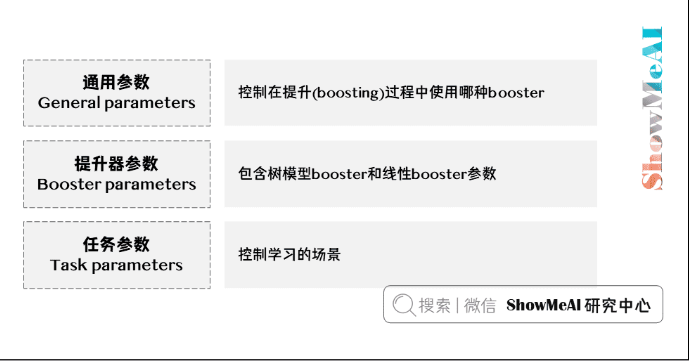 通用参数
General parameters
控制在提升(boosting)过程中使用哪种booster
提升器参数
Booster parameters
包含树模型booster和线性booster参数
任务参数
Task parameters
控制学习的场景
搜索 | 微信 ShowMeAI 研究中心
ShowMeAI